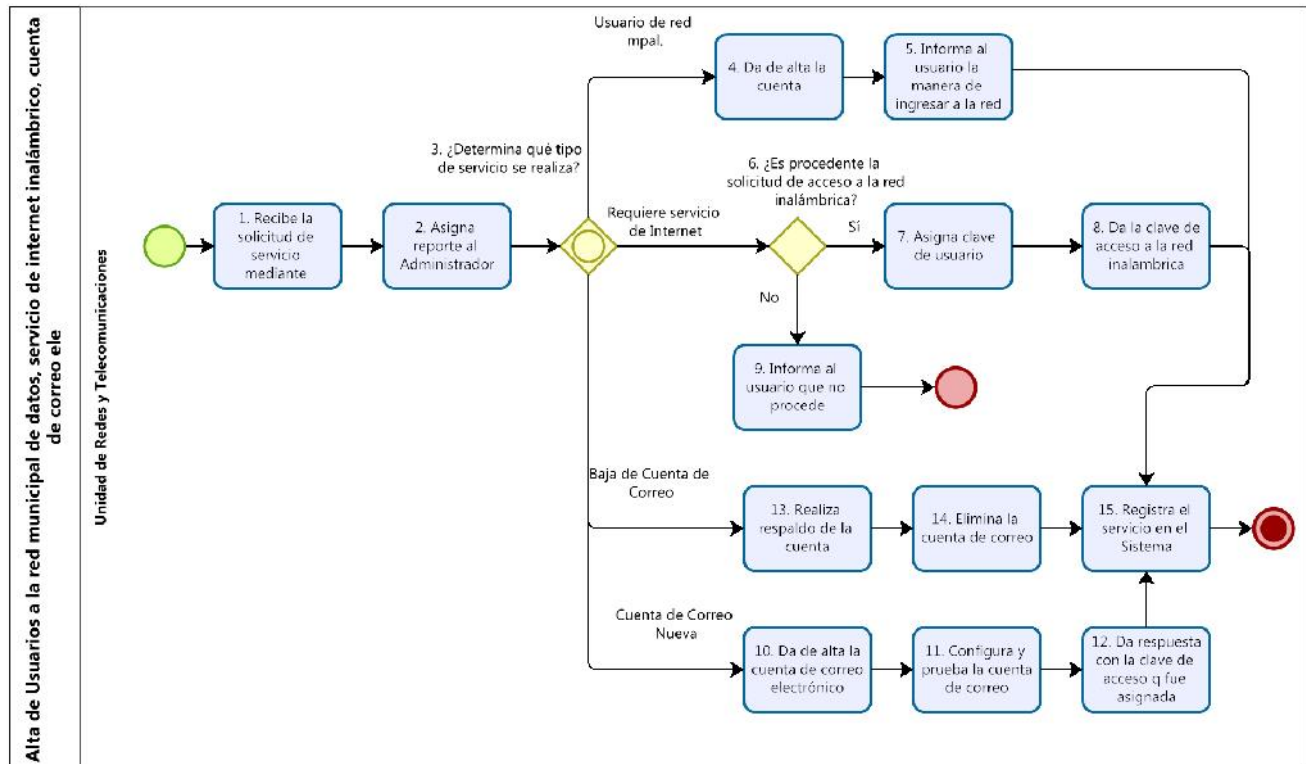 Alta de Usuarios a la red municipal de datos, servicio de internet inalámbrico, cuenta
de correo ele
Unidad de Redes y Telecomunicaciones
Usuario de red
mpal.
4. Da de alta la
cuenta
5. Informa al
usuario la
manera de
ingresar a la red
3. ¿Determina qué tipo
de servicio se realiza?
6. ¿Es procedente la
solicitud de acceso a la red
inalámbrica?
1. Recibe la
solicitud de
servicio
mediante
2. Asigna
reporte al
Administrador
Requiere servicio
de Internet
Sí
7. Asigna clave
de usuario
8. Da la clave de
acceso a la red
inalambrica
No
9. Informa al
usuario que no
procede
Baja de Cuenta de
Correo
13. Realiza
respaldo de la
cuenta
14. Elimina la
cuenta de correo
15. Registra el
servicio en el
Sistema
Cuenta de Correo
Nueva
10. Da de alta la
cuenta de correo
electrónico
11. Configura y
prueba la cuenta
de correo
12. Da respuesta
con la clave de
acceso q fue
asignada